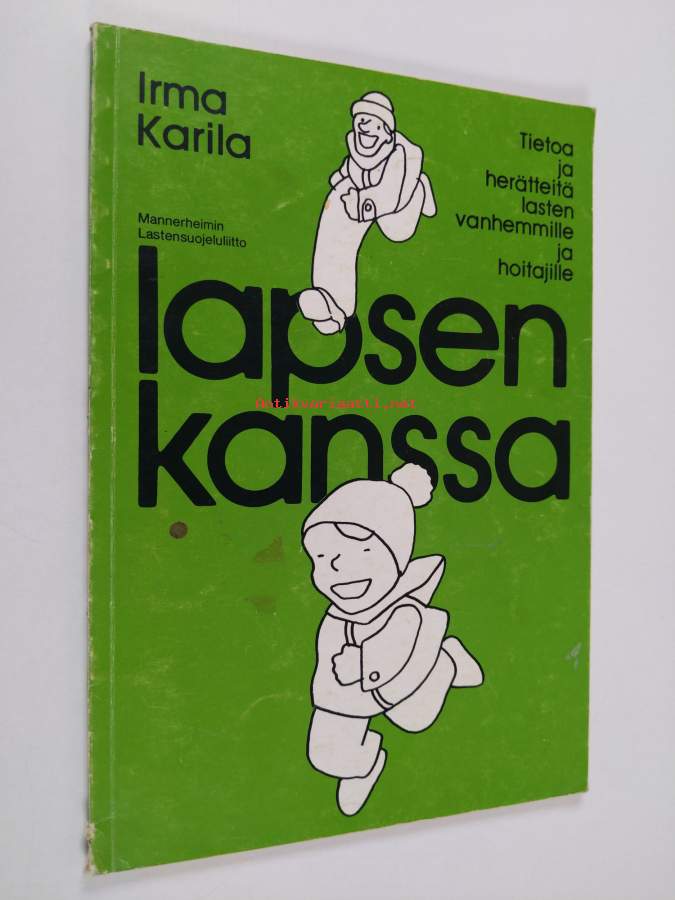 Irma
Karila
Tietoa
ja
herätteitä
lasten
vanhemmille
ja
hoitajille
Mannerheimin
Lastensuojeluliitto
lapsen
kanssa
Antikvariaatti.net